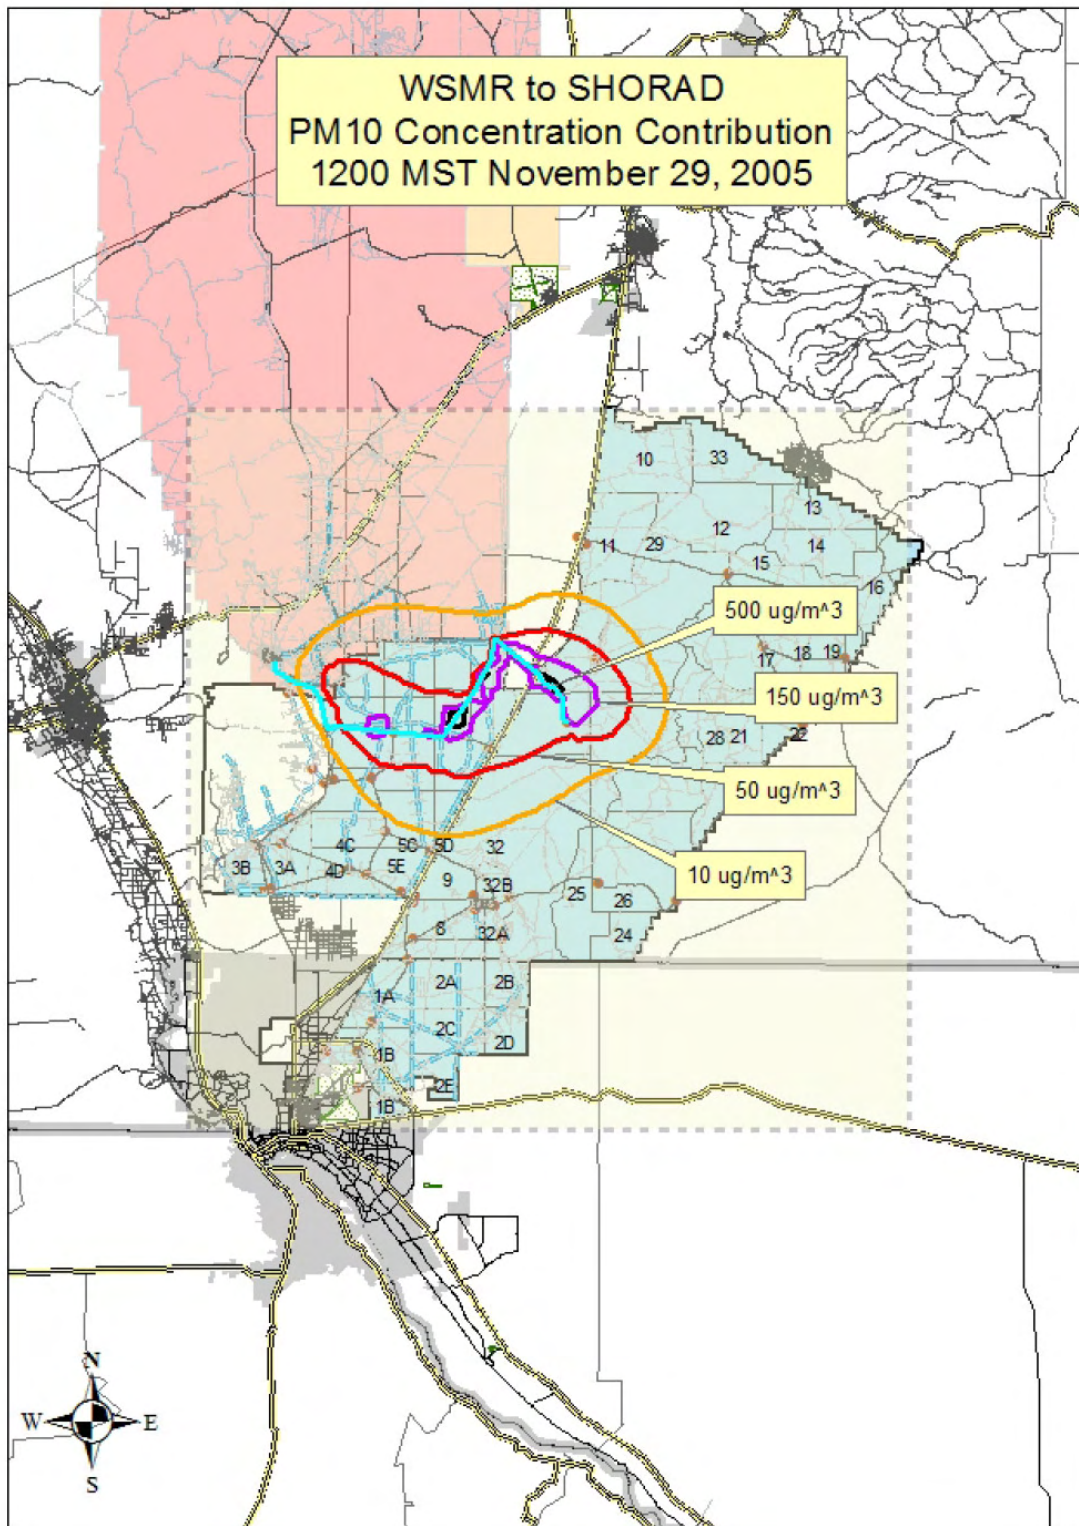 WSMR to SHORAD
PM10 Concentration Contribution
1200 MST November 29, 2005
10
33
13
12
11
29
14
15
16
500 ug/m^3
17
18
19
150 ug/m^3
28
21
22
50 ug/m^3
4C
5C
5D
32
3B
3A
4D
5E
9
10 ug/m^3
32B
25
26
8
32A
24
2A
2B
1A
2C
2D
1B
2E
1B
N
W
E
S